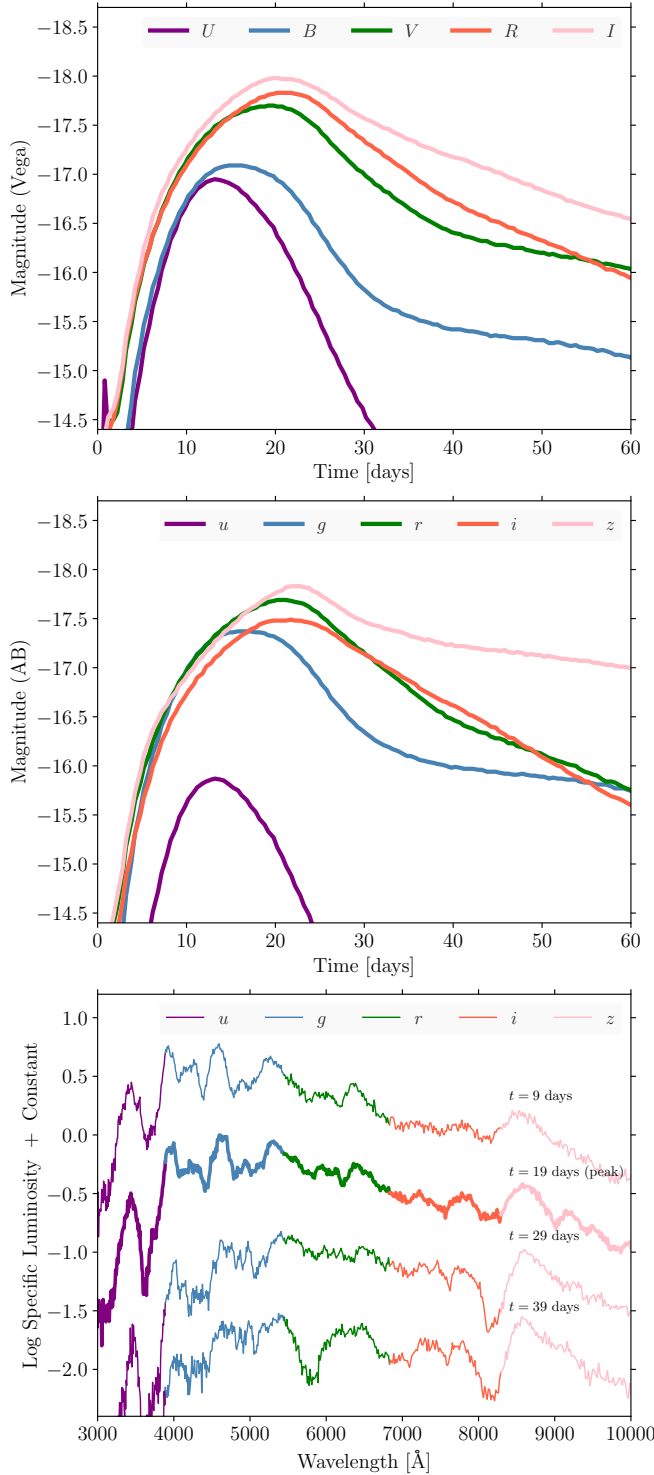 U B V R I
Magnitude (Vega)
−18.5
−18.0
−17.5
−17.0
−16.5
−16.0
−15.5
−15.0
−14.5
0 10 20 30 40 50 60
Time [days]
u g r i z
Magnitude (AB)
−18.5
−18.0
−17.5
−17.0
−16.5
−16.0
−15.5
−15.0
−14.5
0 10 20 30 40 50 60
Time [days]
u g r i z
Log Specific Luminosity + Constant
1.0
0.5
0.0
−0.5
−1.0
−1.5
−2.0
t = 9 days
t = 19 days (peak)
t = 29 days
t = 39 days
3000 4000 5000 6000 7000 8000 9000 10000
Wavelength [Å]